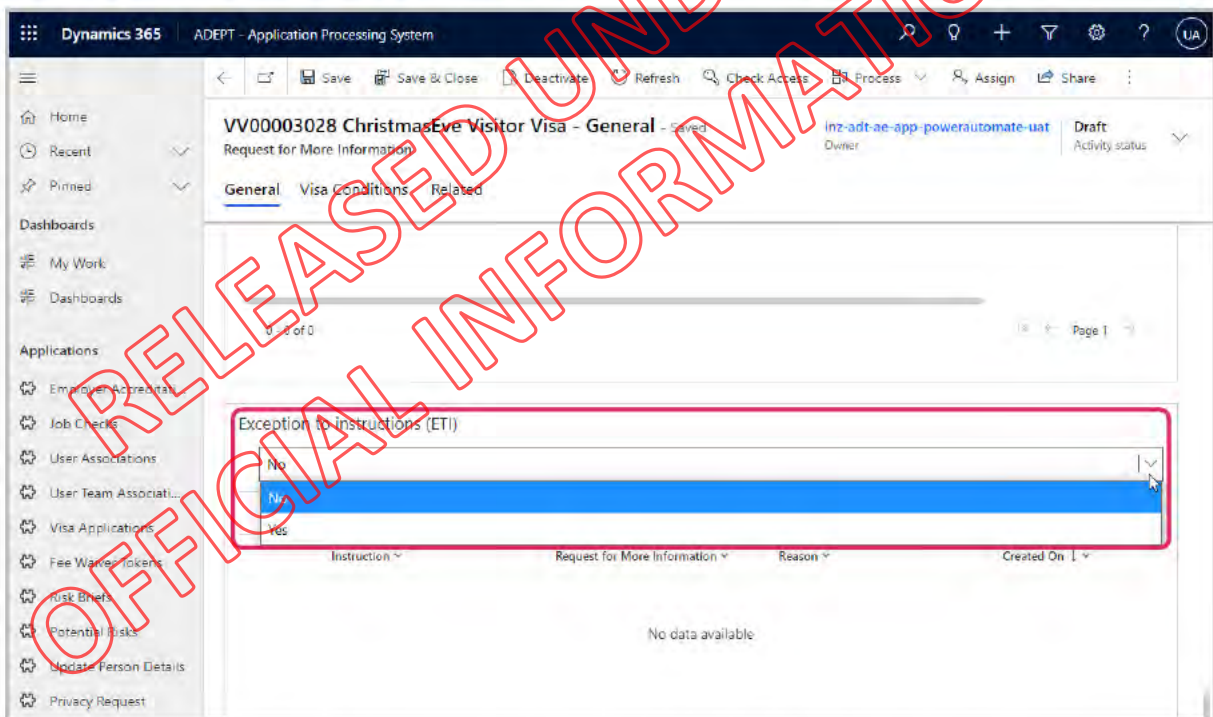 Dynamics 365 ADEPT - Application Processing System ? UA
Save Save & Close Deactivate Refresh Check Access Process Assign Share
Home
Recent
Pinned
Dashboards
My Work
Dashboards
Applications
Employer Accreditati...
Job Checks
User Associations
User Team Associati...
Visa Applications
Fee Waiver Tokens
Risk Briefs
Potential Risks
Update Person Details
Privacy Request
VV00003028 ChristmasEve Visitor Visa - General - Saved
Request for More Information
inz-adt-ae-app-powerautomate-uat
Owner
Draft
Activity status
General Visa Conditions Related
0 - 0 of 0
Page 1
Exception to instructions (ETI)
No
No
Yes
Instruction Request for More Information Reason Created On
No data available
RELEASED UN
OFFICIAL INFORMATIO